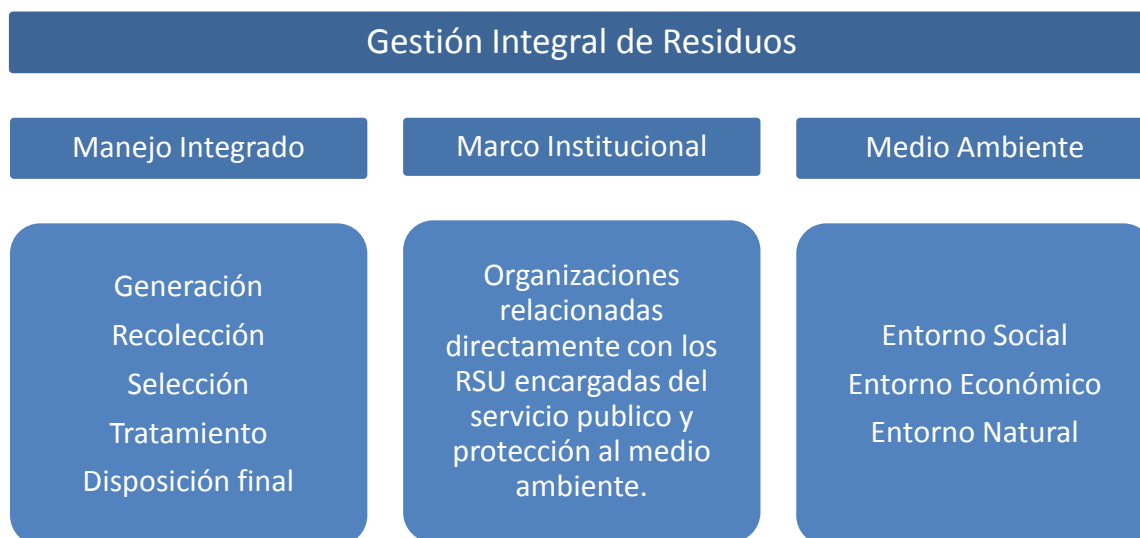 Gestión Integral de Residuos
Manejo Integrado
Marco Institucional
Medio Ambiente
Generación
Recolección
Selección
Tratamiento
Disposición final
Organizaciones
relacionadas
directamente con los
RSU encargadas del
servicio publico y
protección al medio
ambiente.
Entorno Social
Entorno Económico
Entorno Natural